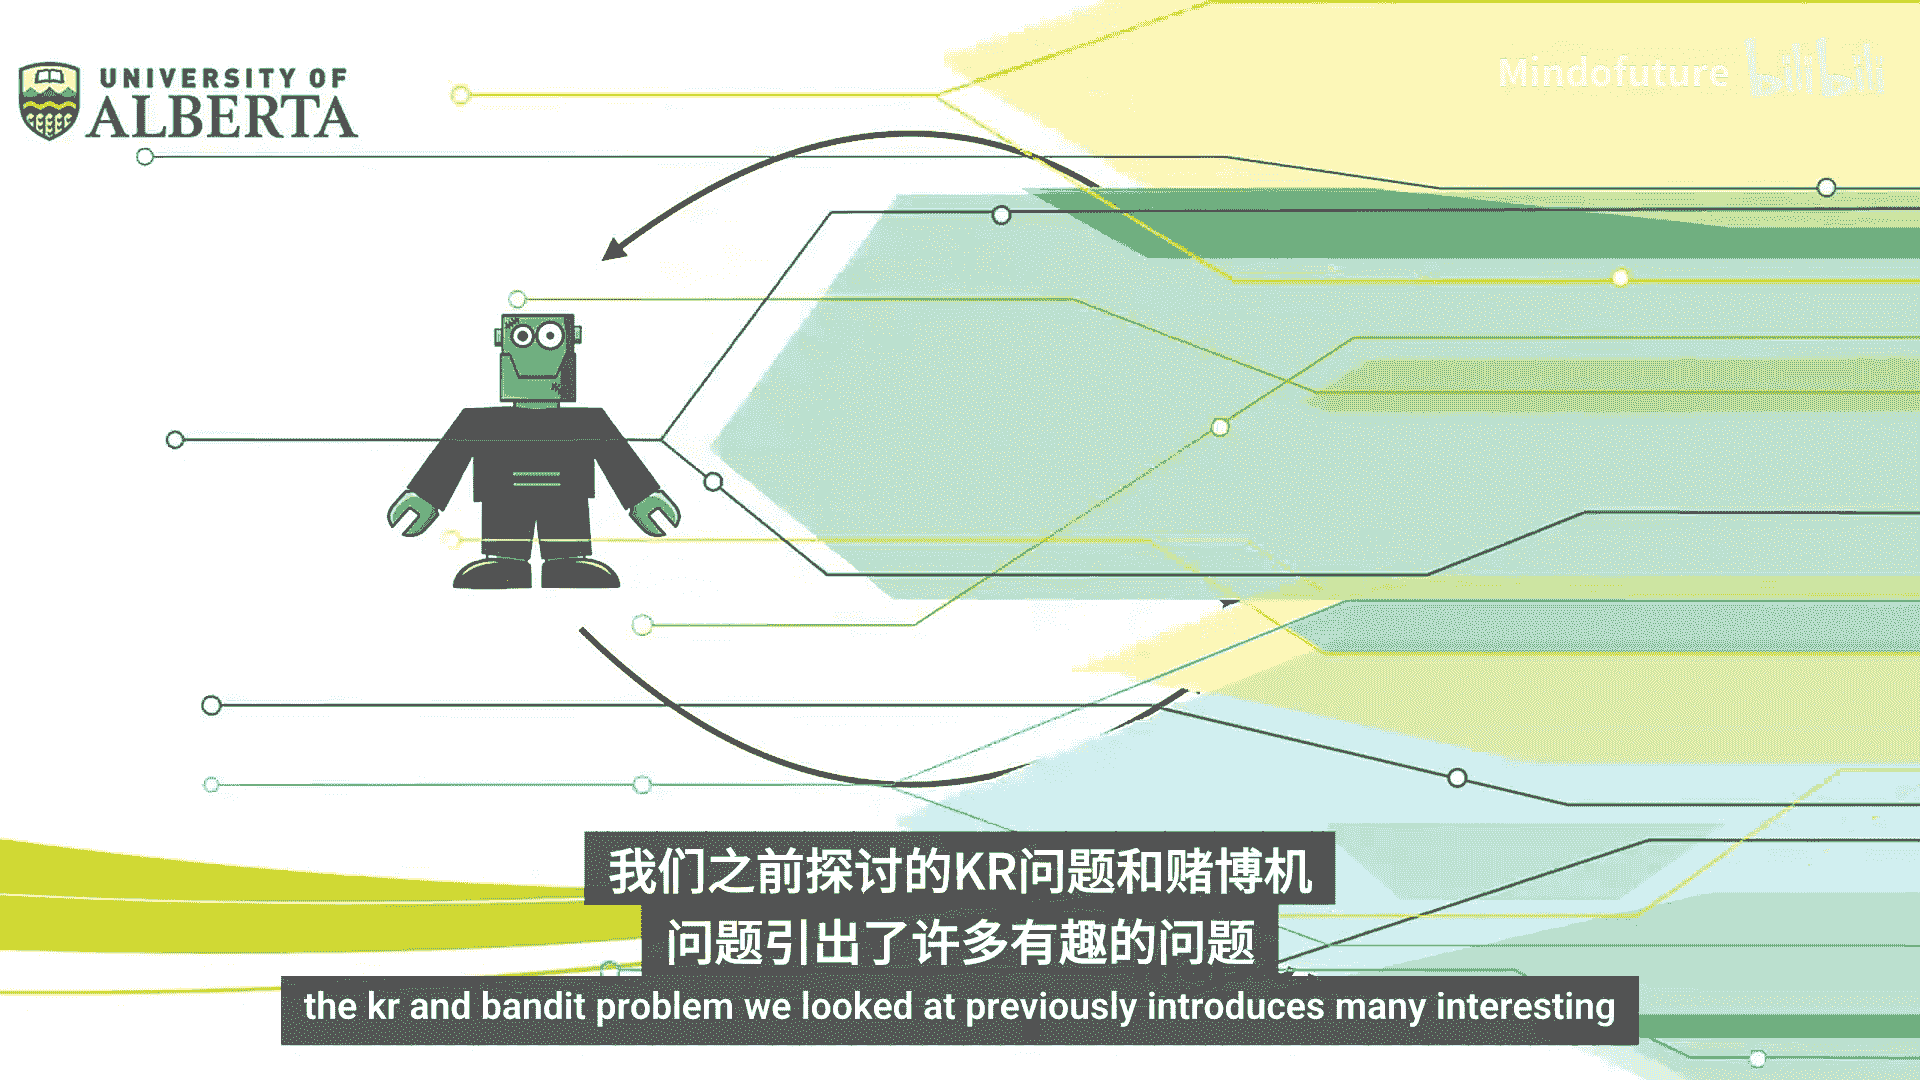 UNIVERSITY OF
ALBERTA
Mindofuture bilibili
我们之前探讨的KR问题和赌博机
问题引出了许多有趣的问题
the kr and bandit problem we looked at previously introduces many interesting